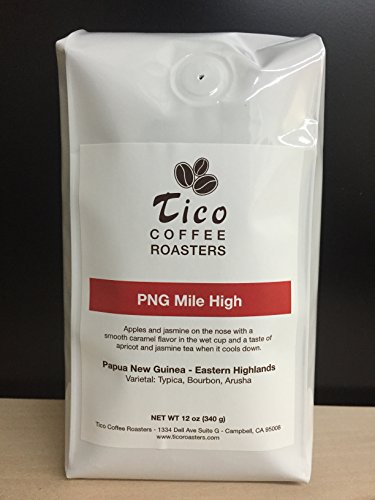 Tico
COFFEE
ROASTERS
PNG Mile High
Apples and jasmine on the nose with a
smooth caramel flavor in the wet cup and a taste of
apricot and jasmine tea when it cools down.
Papua New Guinea - Eastern Highlands
Varietal: Typica, Bourbon, Arusha
NET WT 12 oz (340 g)
Tico Coffee Roasters - 1334 Dell Ave Suite G - Campbell, CA 95008
www.ticoroasters.com